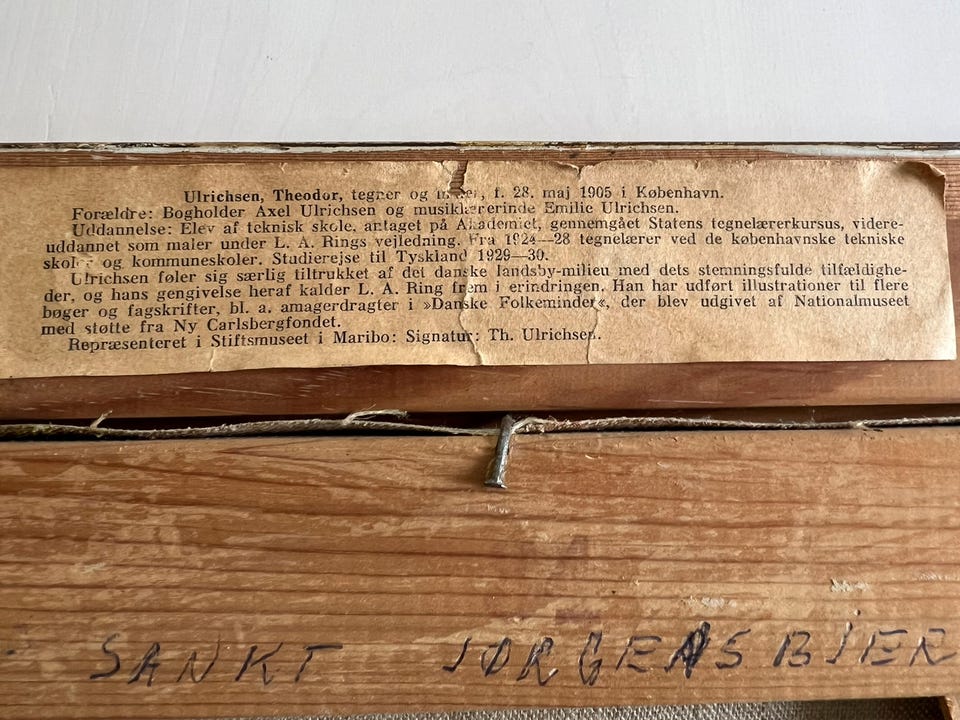 Ulrichsen, Theodor, tegner og maler, f. 28. maj 1905 i København.
Forældre: Bogholder Axel Ulrichsen og musiklærerinde Emilie Ulrichsen.
Uddannelse: Elev af teknisk skole, antaget på Akademiet, gennemgået Statens tegnelærerkursus, videre-
uddannet som maler under L. A. Rings vejledning. Fra 1924—28 tegnelærer ved de københavnske tekniske
skoler og kommuneskoler. Studierejse til Tyskland 1929—30.
Ulrichsen føler sig særlig tiltrukket af det danske landsby-milieu med dets stemningsfulde tilfældighe-
der, og hans gengivelse heraf kalder L. A. Ring frem i erindringen. Han har udført illustrationer til flere
bøger og fagskrifter, bl. a. amagerdragter i »Danske Folkeminder«, der blev udgivet af Nationalmuseet
med støtte fra Ny Carlsbergfondet.
Repræsenteret i Stiftsmuseet i Maribo: Signatur: Th. Ulrichsen.
SANKT JØRGENSBJER